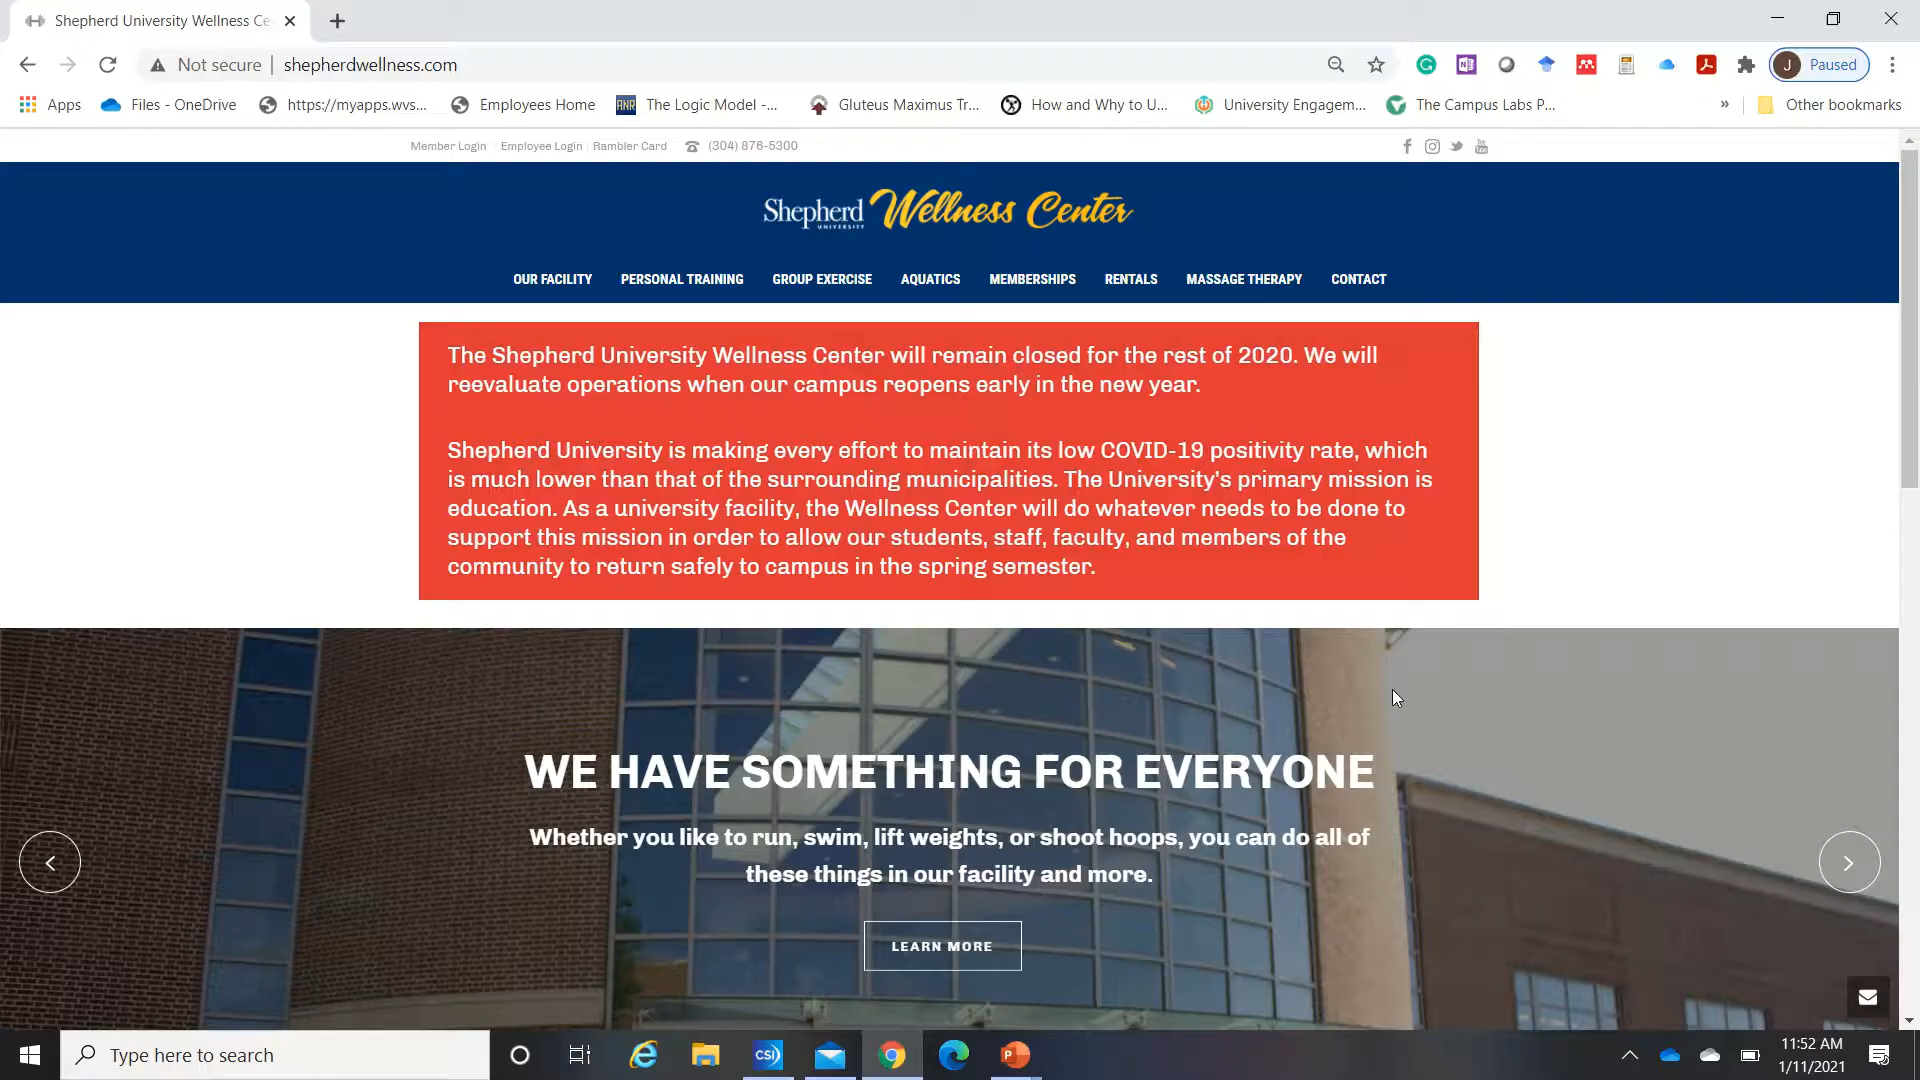 Shepherd University Wellness Ce
Not secure shepherdwellness.com
J Paused
Apps Files - OneDrive https://myapps.wvs... Employees Home ANR The Logic Model -... Gluteus Maximus Tr... How and Why to U... University Engagem... The Campus Labs P... » Other bookmarks
Member Login Employee Login Rambler Card (304) 876-5300
Shepherd Wellness Center
UNIVERSITY
OUR FACILITY PERSONAL TRAINING GROUP EXERCISE AQUATICS MEMBERSHIPS RENTALS MASSAGE THERAPY CONTACT
The Shepherd University Wellness Center will remain closed for the rest of 2020. We will
reevaluate operations when our campus reopens early in the new year.
Shepherd University is making every effort to maintain its low COVID-19 positivity rate, which
is much lower than that of the surrounding municipalities. The University's primary mission is
education. As a university facility, the Wellness Center will do whatever needs to be done to
support this mission in order to allow our students, staff, faculty, and members of the
community to return safely to campus in the spring semester.
WE HAVE SOMETHING FOR EVERYONE
Whether you like to run, swim, lift weights, or shoot hoops, you can do all of
these things in our facility and more.
LEARN MORE
Type here to search
CSI
11:52 AM
1/11/2021